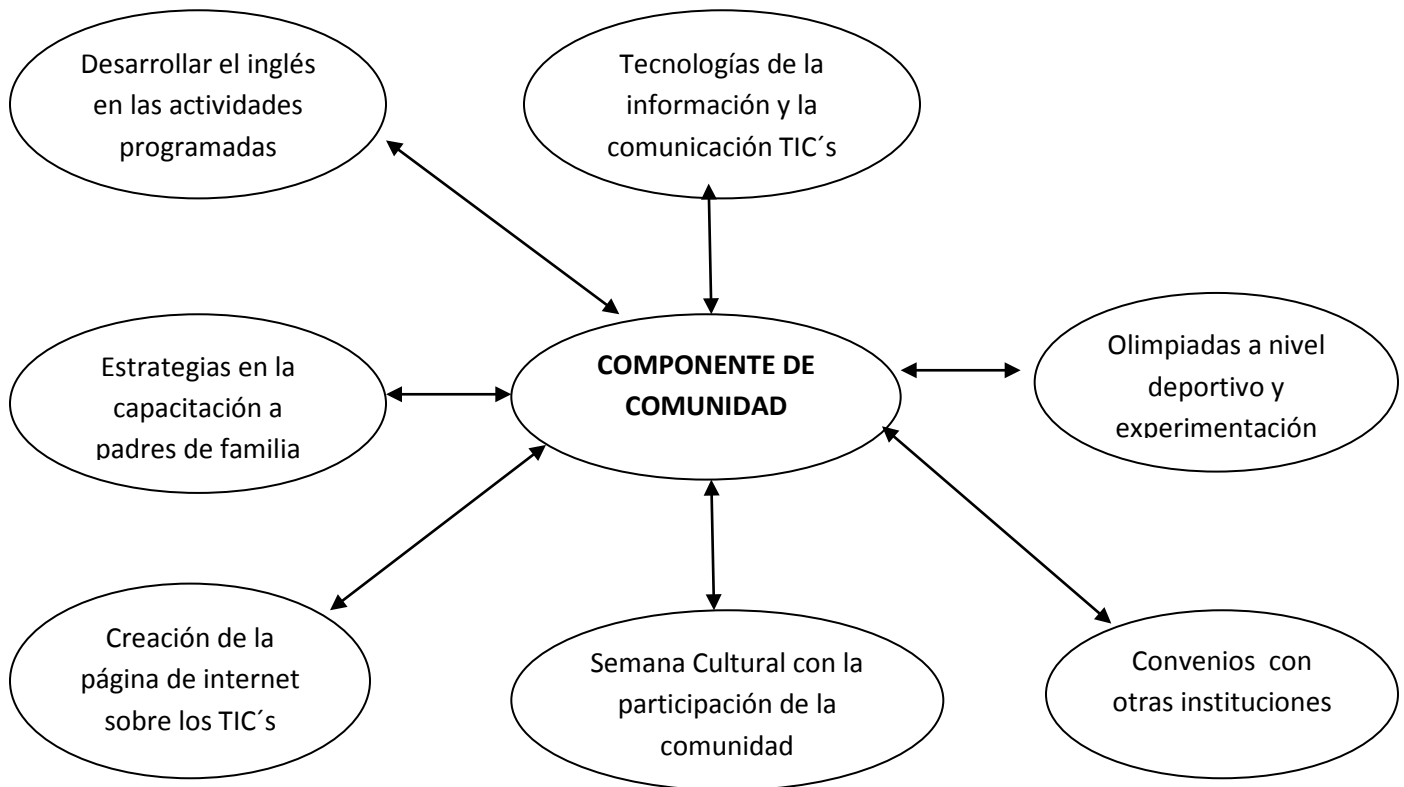 Desarrollar el inglés
en las actividades
programadas
Tecnologías de la
información y la
comunicación TIC´s
Estrategias en la
capacitación a
padres de familia
COMPONENTE DE
COMUNIDAD
Olimpiadas a nivel
deportivo y
experimentación
Creación de la
página de internet
sobre los TIC´s
Semana Cultural con la
participación de la
comunidad
Convenios con
otras instituciones